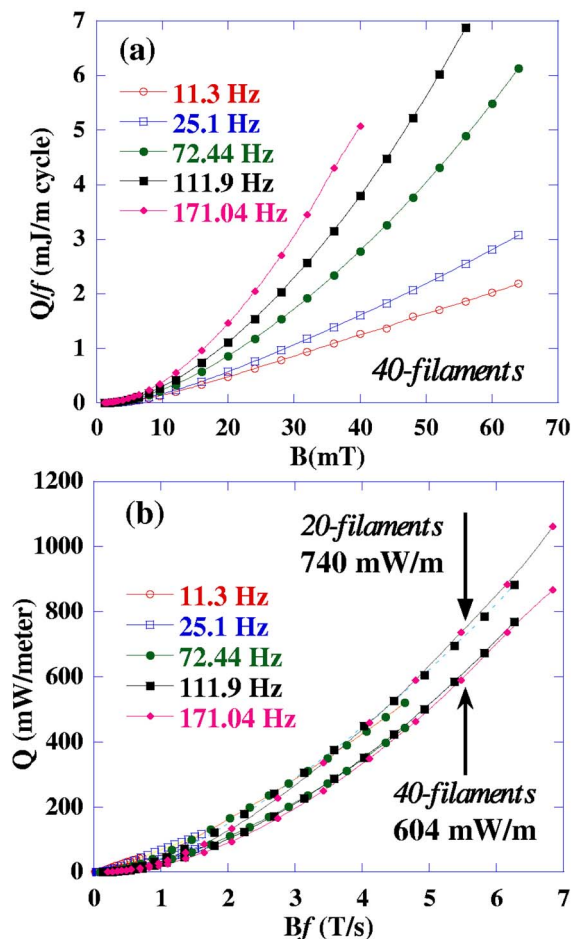 7
6
5
4
3
2
1
0
Q/f (mJ/m cycle)
(a)
11.3 Hz
25.1 Hz
72.44 Hz
111.9 Hz
171.04 Hz
40-filaments
0 10 20 30 40 50 60 70
B(mT)
1200
1000
800
600
400
200
0
Q (mW/meter)
(b)
20-filaments
740 mW/m
11.3 Hz
25.1 Hz
72.44 Hz
111.9 Hz
171.04 Hz
40-filaments
604 mW/m
0 1 2 3 4 5 6 7
Bf (T/s)